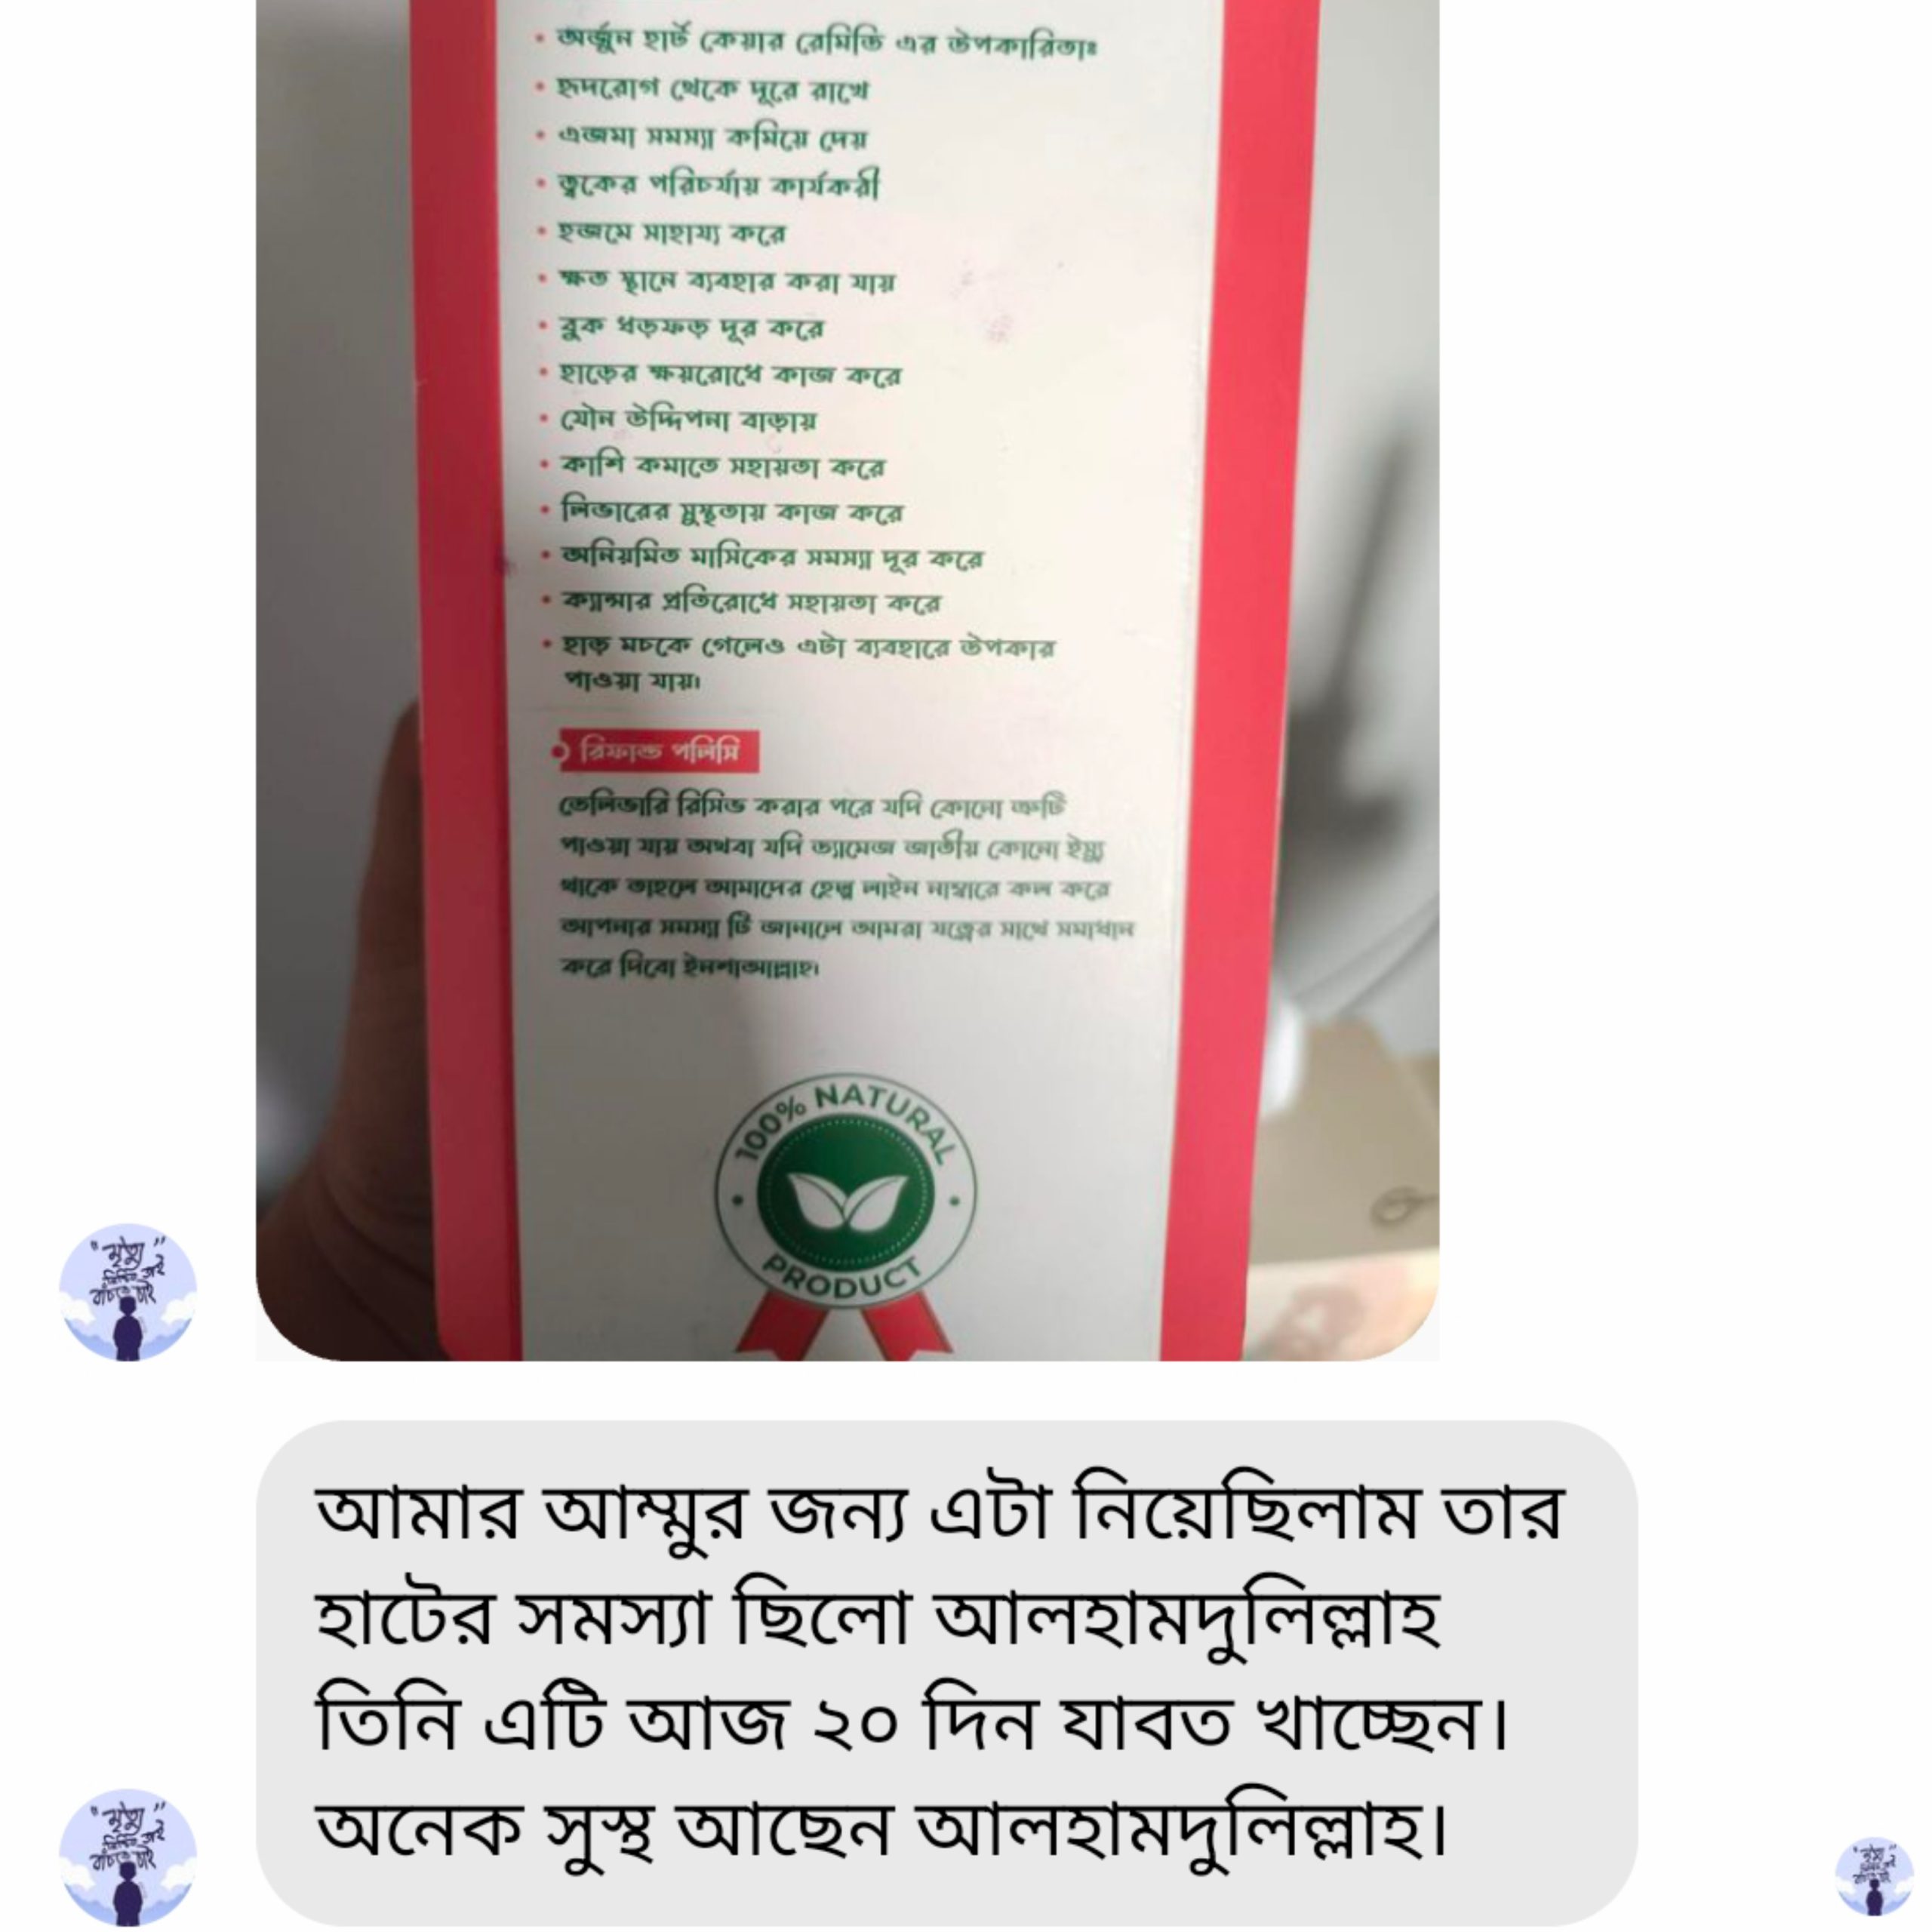 • অর্জুন হার্ট কেয়ার রেমিডি এর উপকারিতাঃ
• হৃদরোগ থেকে দূরে রাখে
• এজমা সমস্যা কমিয়ে দেয়
• ত্বকের পরিচর্যায় কার্যকরী
• হজমে সাহায্য করে
• ক্ষত স্থানে ব্যবহার করা যায়
• বুক ধড়ফড় দূর করে
• হাড়ের ক্ষয়রোধে কাজ করে
• যৌন উদ্দিপনা বাড়ায়
• কাশি কমাতে সহায়তা করে
• লিভারের সুস্থতায় কাজ করে
• অনিয়মিত মাসিকের সমস্যা দূর করে
• ক্যান্সার প্রতিরোধে সহায়তা করে
• হাড় মচকে গেলেও এটা ব্যবহারে উপকার
পাওয়া যায়।
রিফান্ড পলিসি
ডেলিভারি রিসিভ করার পরে যদি কোনো ত্রুটি
পাওয়া যায় অথবা যদি ড্যামেজ জাতীয় কোনো ইস্যু
থাকে তাহলে আমাদের হেল্প লাইন নাম্বারে কল করে
আপনার সমস্যা টি জানালে আমরা যত্নের সাথে সমাধান
করে দিবো ইনশাআল্লাহ।
100% NATURAL
PRODUCT
আমার আম্মুর জন্য এটা নিয়েছিলাম তার
হাটের সমস্যা ছিলো আলহামদুলিল্লাহ
তিনি এটি আজ ২০ দিন যাবত খাচ্ছেন।
অনেক সুস্থ আছেন আলহামদুলিল্লাহ।